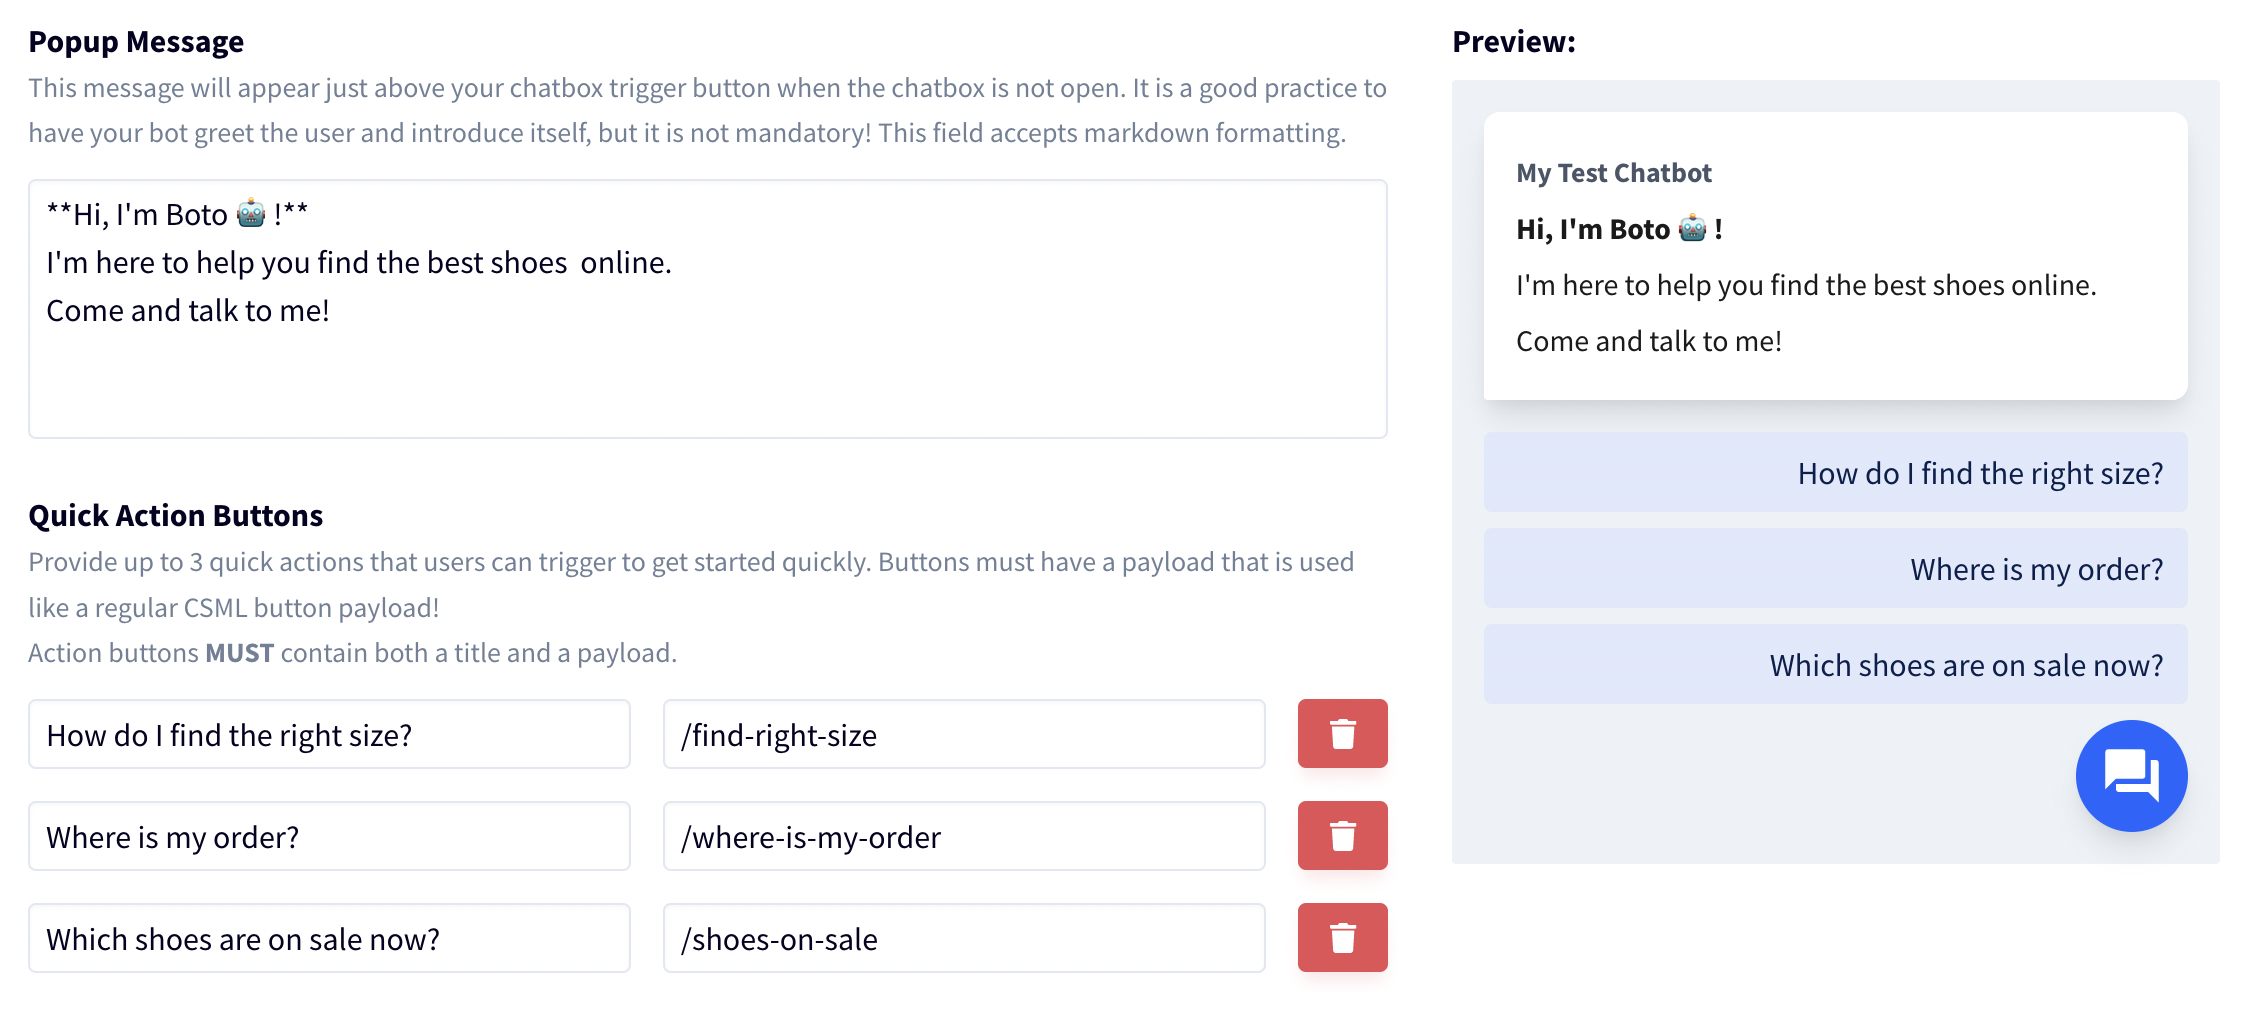 Popup Message
This message will appear just above your chatbox trigger button when the chatbox is not open. It is a good practice to
have your bot greet the user and introduce itself, but it is not mandatory! This field accepts markdown formatting.
**Hi, I'm Boto 🤖 !**
I'm here to help you find the best shoes  online.
Come and talk to me!
Quick Action Buttons
Provide up to 3 quick actions that users can trigger to get started quickly. Buttons must have a payload that is used
like a regular CSML button payload!
Action buttons MUST contain both a title and a payload.
How do I find the right size?
/find-right-size
Where is my order?
/where-is-my-order
Which shoes are on sale now?
/shoes-on-sale
Preview:
My Test Chatbot
Hi, I'm Boto 🤖 !
I'm here to help you find the best shoes online.
Come and talk to me!
How do I find the right size?
Where is my order?
Which shoes are on sale now?